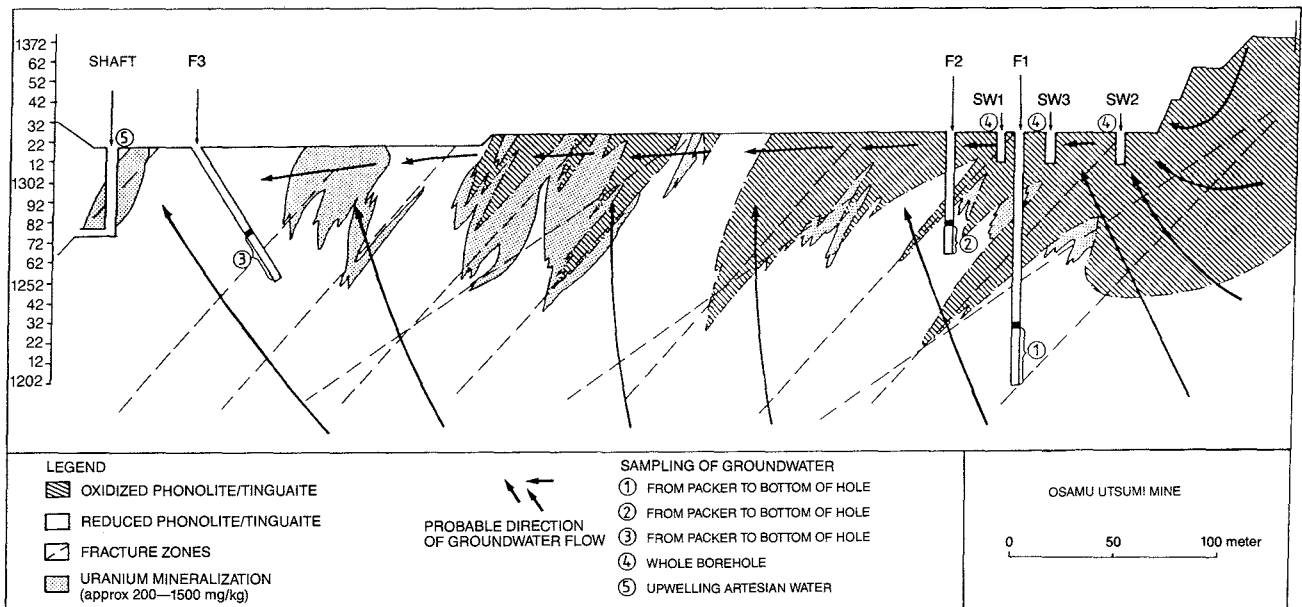 1372
62
52
42
32
22
12
1302
92
82
72
62
1252
42
32
22
12
1202
SHAFT
F3
F2
F1
SW1
SW3
SW2
⑤
④
④
④
③
②
①
LEGEND
OXIDIZED PHONOLITE/TINGUAITE
REDUCED PHONOLITE/TINGUAITE
FRACTURE ZONES
URANIUM MINERALIZATION
(approx 200—1500 mg/kg)
PROBABLE DIRECTION
OF GROUNDWATER FLOW
SAMPLING OF GROUNDWATER
① FROM PACKER TO BOTTOM OF HOLE
② FROM PACKER TO BOTTOM OF HOLE
③ FROM PACKER TO BOTTOM OF HOLE
④ WHOLE BOREHOLE
⑤ UPWELLING ARTESIAN WATER
OSAMU UTSUMI MINE
0 50 100 meter